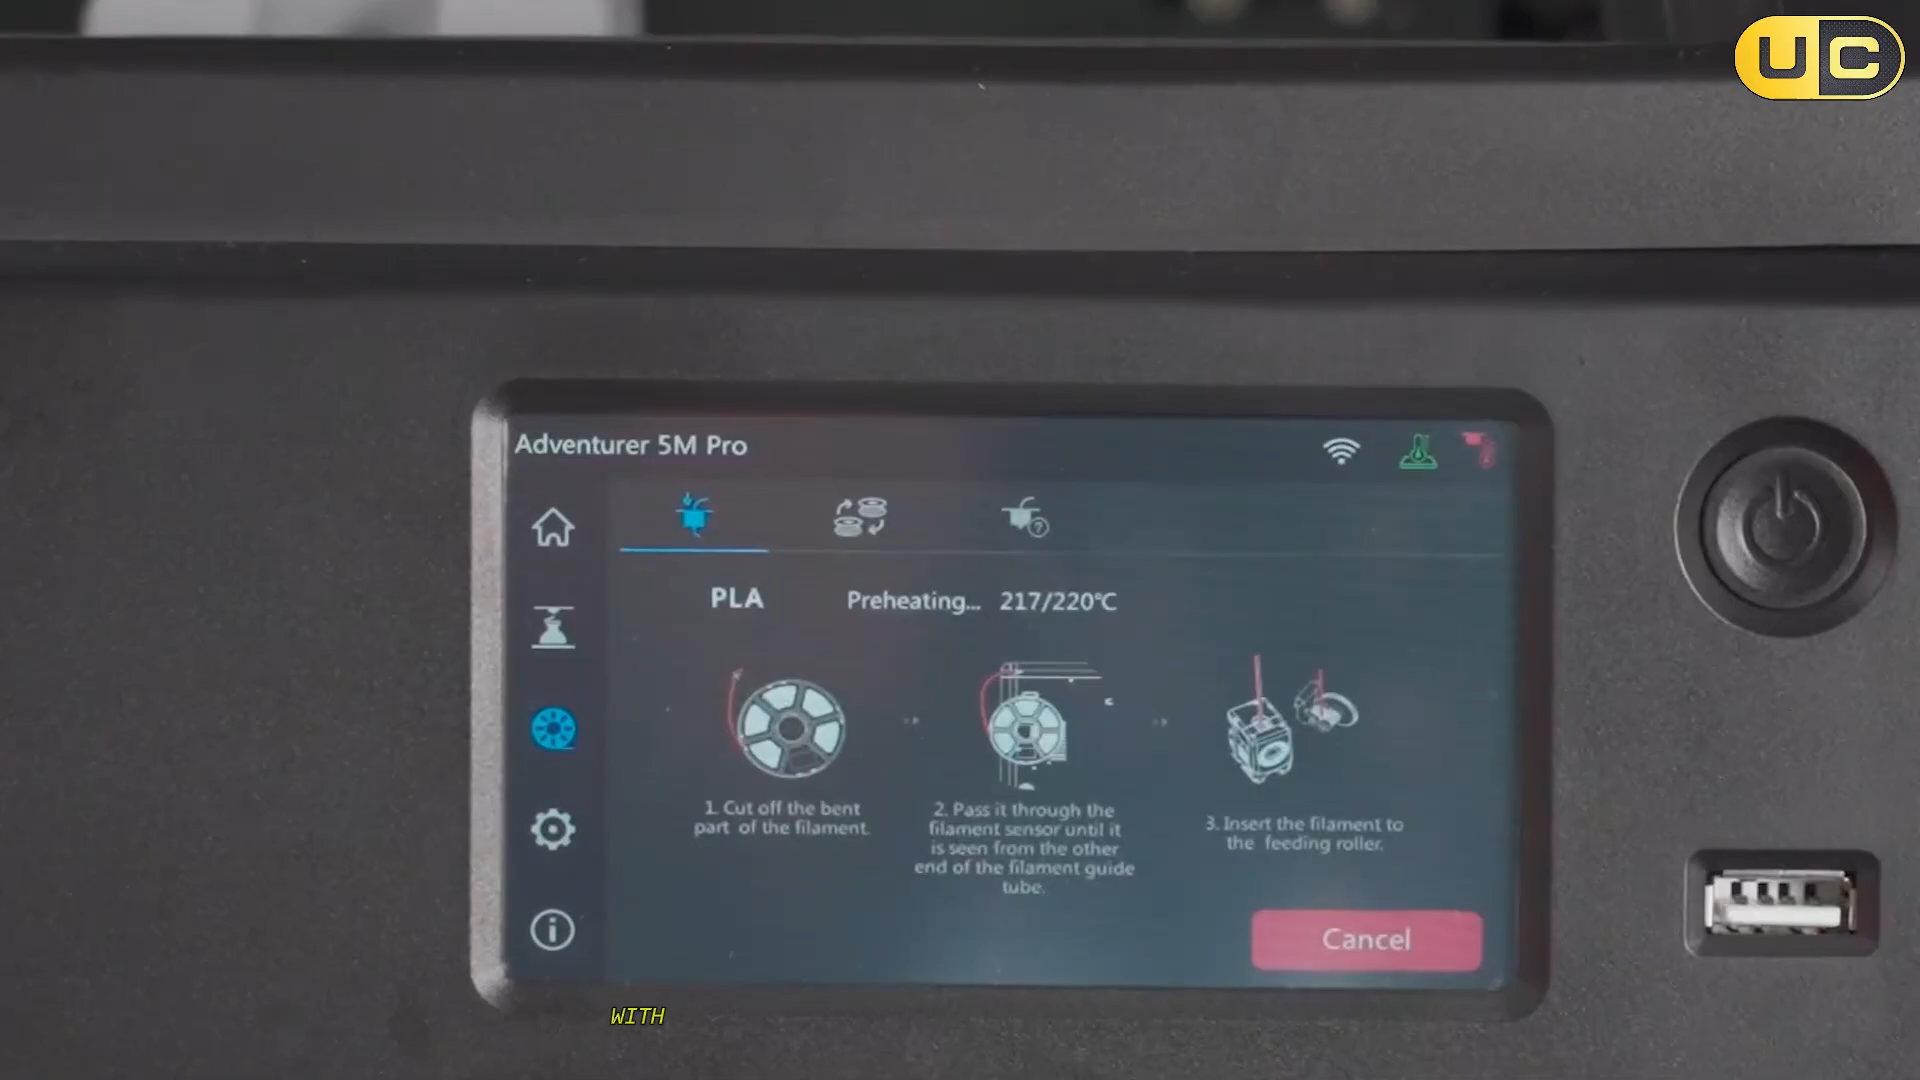 UC
Adventurer 5M Pro
PLA
Preheating... 217/220℃
1. Cut off the bent
part of the filament.
2. Pass it through the
filament sensor until it
is seen from the other
end of the filament guide
tube.
3. Insert the filament to
the feeding roller.
Cancel
WITH